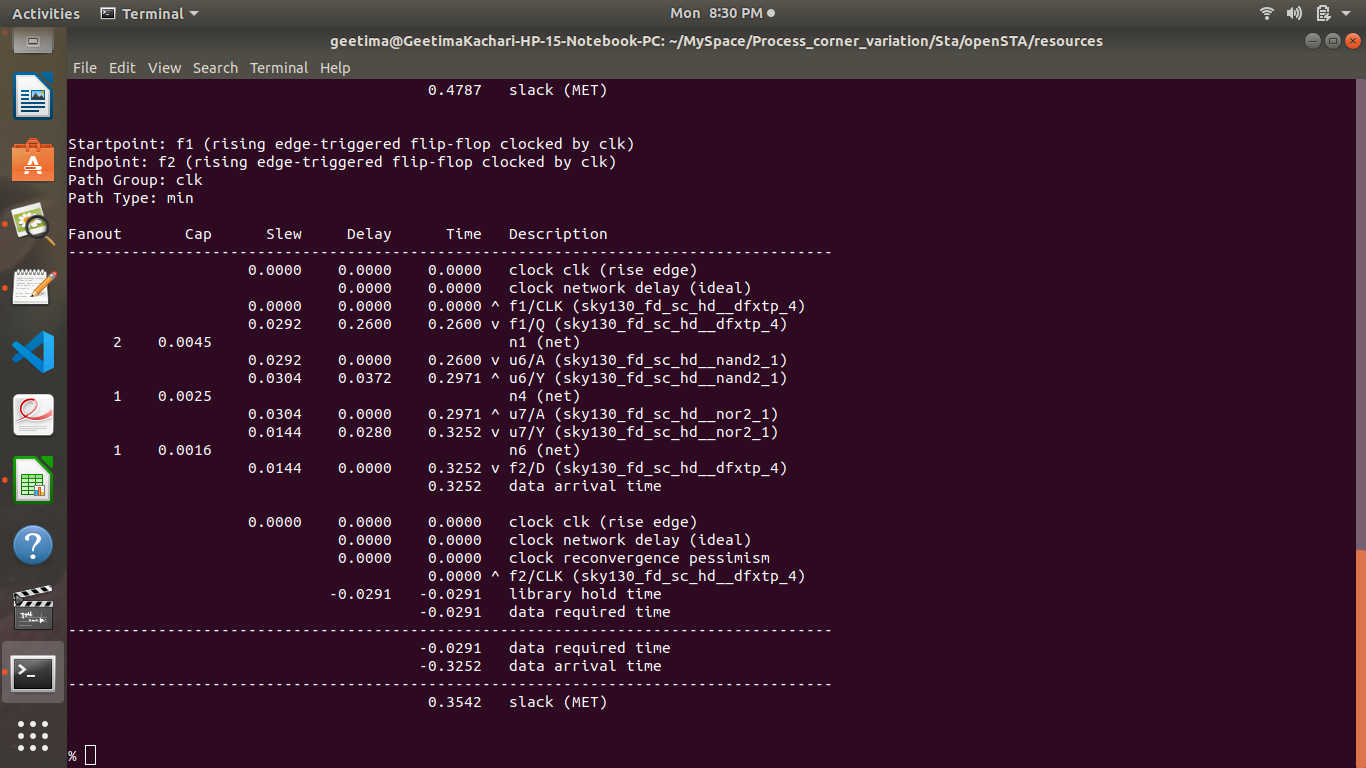 Activities Terminal Mon 8:30 PM
geetima@GeetimaKachari-HP-15-Notebook-PC: ~/MySpace/Process_corner_variation/Sta/openSTA/resources
File Edit View Search Terminal Help
0.4787 slack (MET)
Startpoint: f1 (rising edge-triggered flip-flop clocked by clk)
Endpoint: f2 (rising edge-triggered flip-flop clocked by clk)
Path Group: clk
Path Type: min
Fanout Cap Slew Delay Time Description
-------------------------------------------------------------------------------------
0.0000 0.0000 0.0000 clock clk (rise edge)
0.0000 0.0000 clock network delay (ideal)
0.0000 0.0000 0.0000 ^ f1/CLK (sky130_fd_sc_hd__dfxtp_4)
0.0292 0.2600 0.2600 v f1/Q (sky130_fd_sc_hd__dfxtp_4)
2 0.0045 n1 (net)
0.0292 0.0000 0.2600 v u6/A (sky130_fd_sc_hd__nand2_1)
0.0304 0.0372 0.2971 ^ u6/Y (sky130_fd_sc_hd__nand2_1)
1 0.0025 n4 (net)
0.0304 0.0000 0.2971 ^ u7/A (sky130_fd_sc_hd__nor2_1)
0.0144 0.0280 0.3252 v u7/Y (sky130_fd_sc_hd__nor2_1)
1 0.0016 n6 (net)
0.0144 0.0000 0.3252 v f2/D (sky130_fd_sc_hd__dfxtp_4)
0.3252 data arrival time
0.0000 0.0000 0.0000 clock clk (rise edge)
0.0000 0.0000 clock network delay (ideal)
0.0000 0.0000 clock reconvergence pessimism
0.0000 ^ f2/CLK (sky130_fd_sc_hd__dfxtp_4)
-0.0291 -0.0291 library hold time
-0.0291 data required time
-------------------------------------------------------------------------------------
-0.0291 data required time
-0.3252 data arrival time
-------------------------------------------------------------------------------------
0.3542 slack (MET)
%